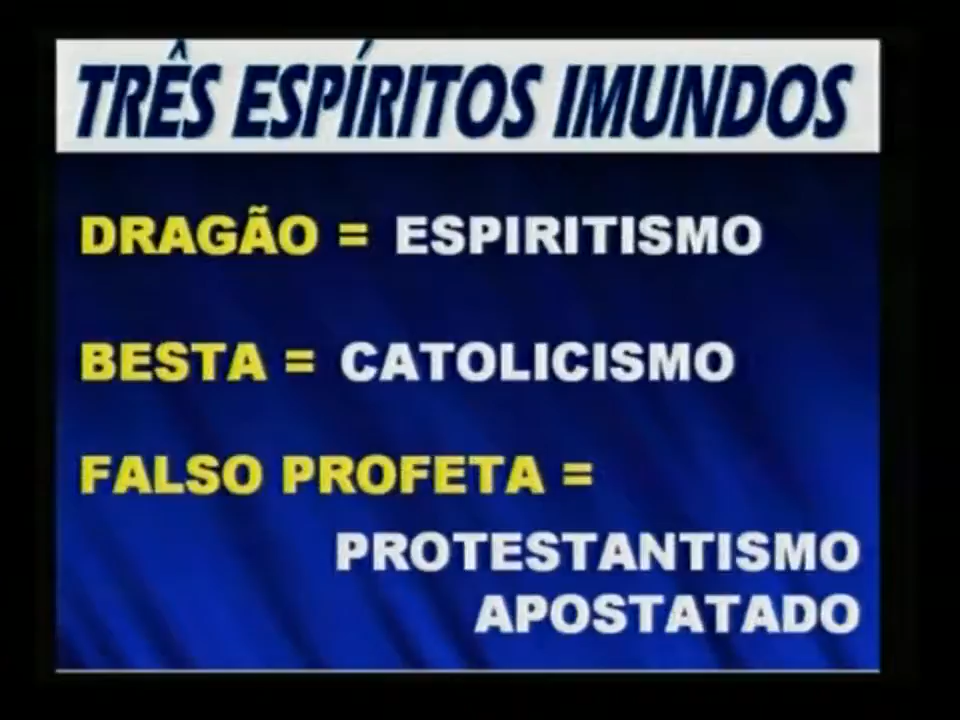 TRÊS ESPÍRITOS IMUNDOS
DRAGÃO = ESPIRITISMO
BESTA = CATOLICISMO
FALSO PROFETA =
PROTESTANTISMO
APOSTATADO